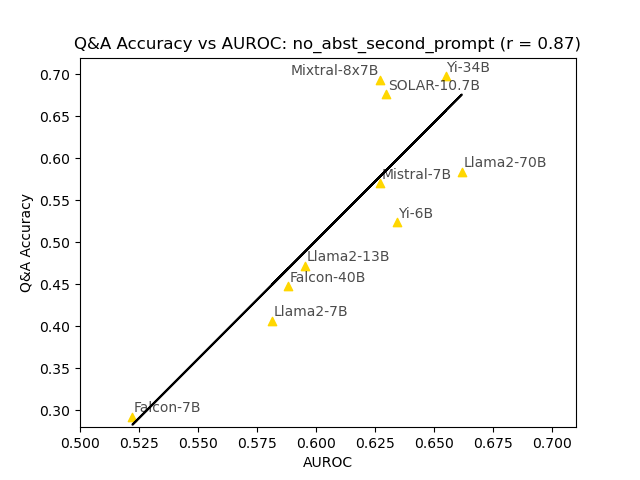 Q&A Accuracy vs AUROC: no_abst_second_prompt (r = 0.87)
Yi-34B
Mixtral-8x7B
SOLAR-10.7B
Llama2-70B
Mistral-7B
Yi-6B
Llama2-13B
Falcon-40B
Llama2-7B
Falcon-7B
Q&A Accuracy
0.70
0.65
0.60
0.55
0.50
0.45
0.40
0.35
0.30
0.500 0.525 0.550 0.575 0.600 0.625 0.650 0.675 0.700
AUROC